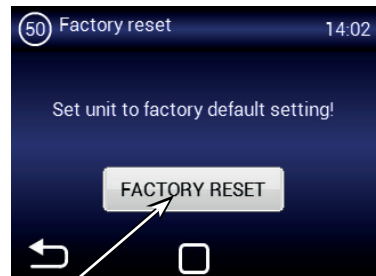 50 Factory reset 14:02
Set unit to factory default setting!
FACTORY RESET